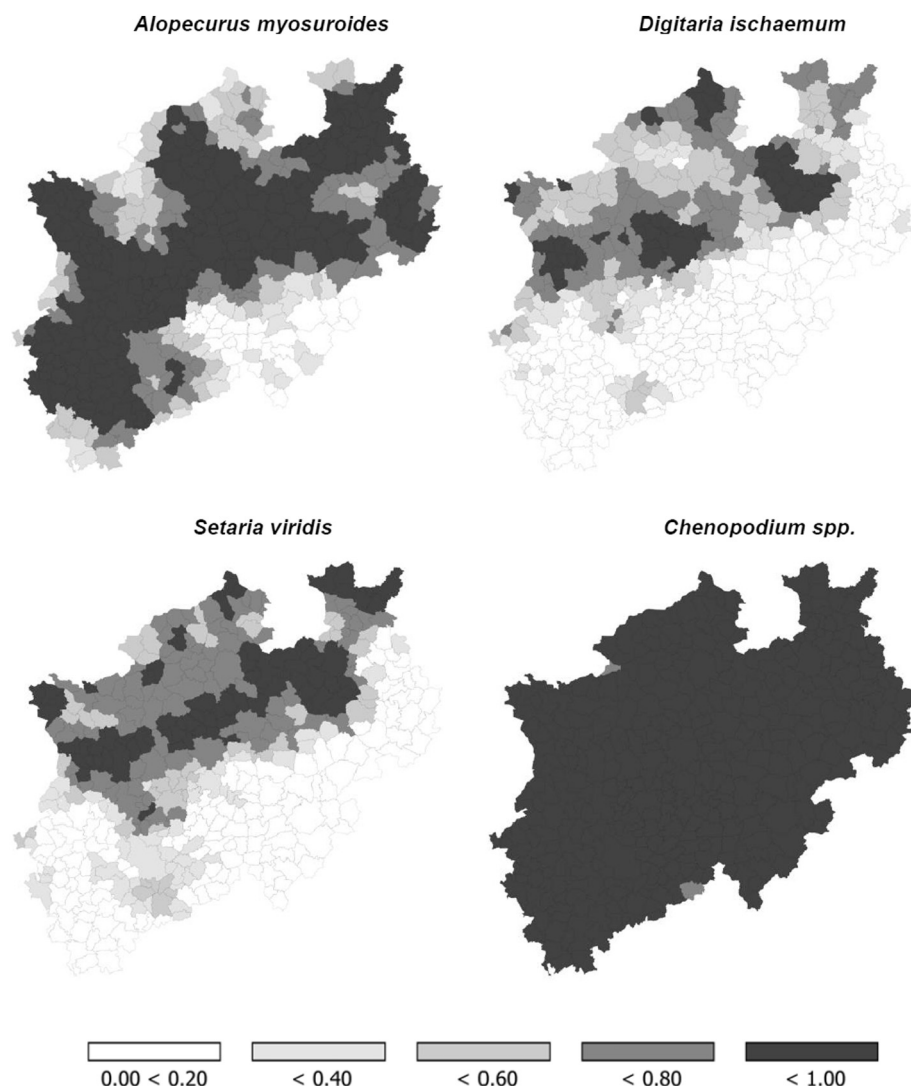 Alopecurus myosuroides
Digitaria ischaemum
Setaria viridis
Chenopodium spp.
0.00 < 0.20
< 0.40
< 0.60
< 0.80
< 1.00